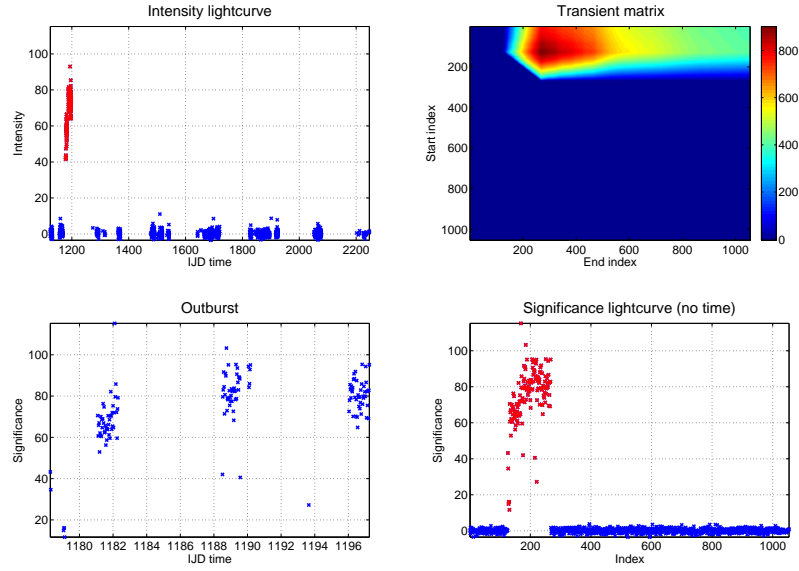 Intensity lightcurve
Intensity
100
80
60
40
20
0
1200 1400 1600 1800 2000 2200
IJD time
Transient matrix
Start index
200
400
600
800
1000
200 400 600 800 1000
End index
800
600
400
200
0
Outburst
Significance
100
80
60
40
20
1180 1182 1184 1186 1188 1190 1192 1194 1196
IJD time
Significance lightcurve (no time)
Significance
100
80
60
40
20
0
200 400 600 800 1000
Index